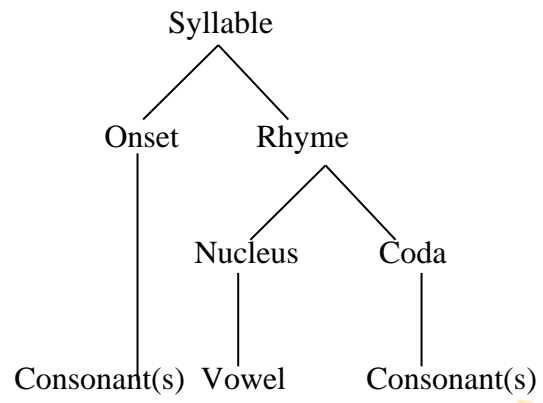 Syllable
Onset Rhyme
Nucleus Coda
Consonant(s) Vowel Consonant(s)